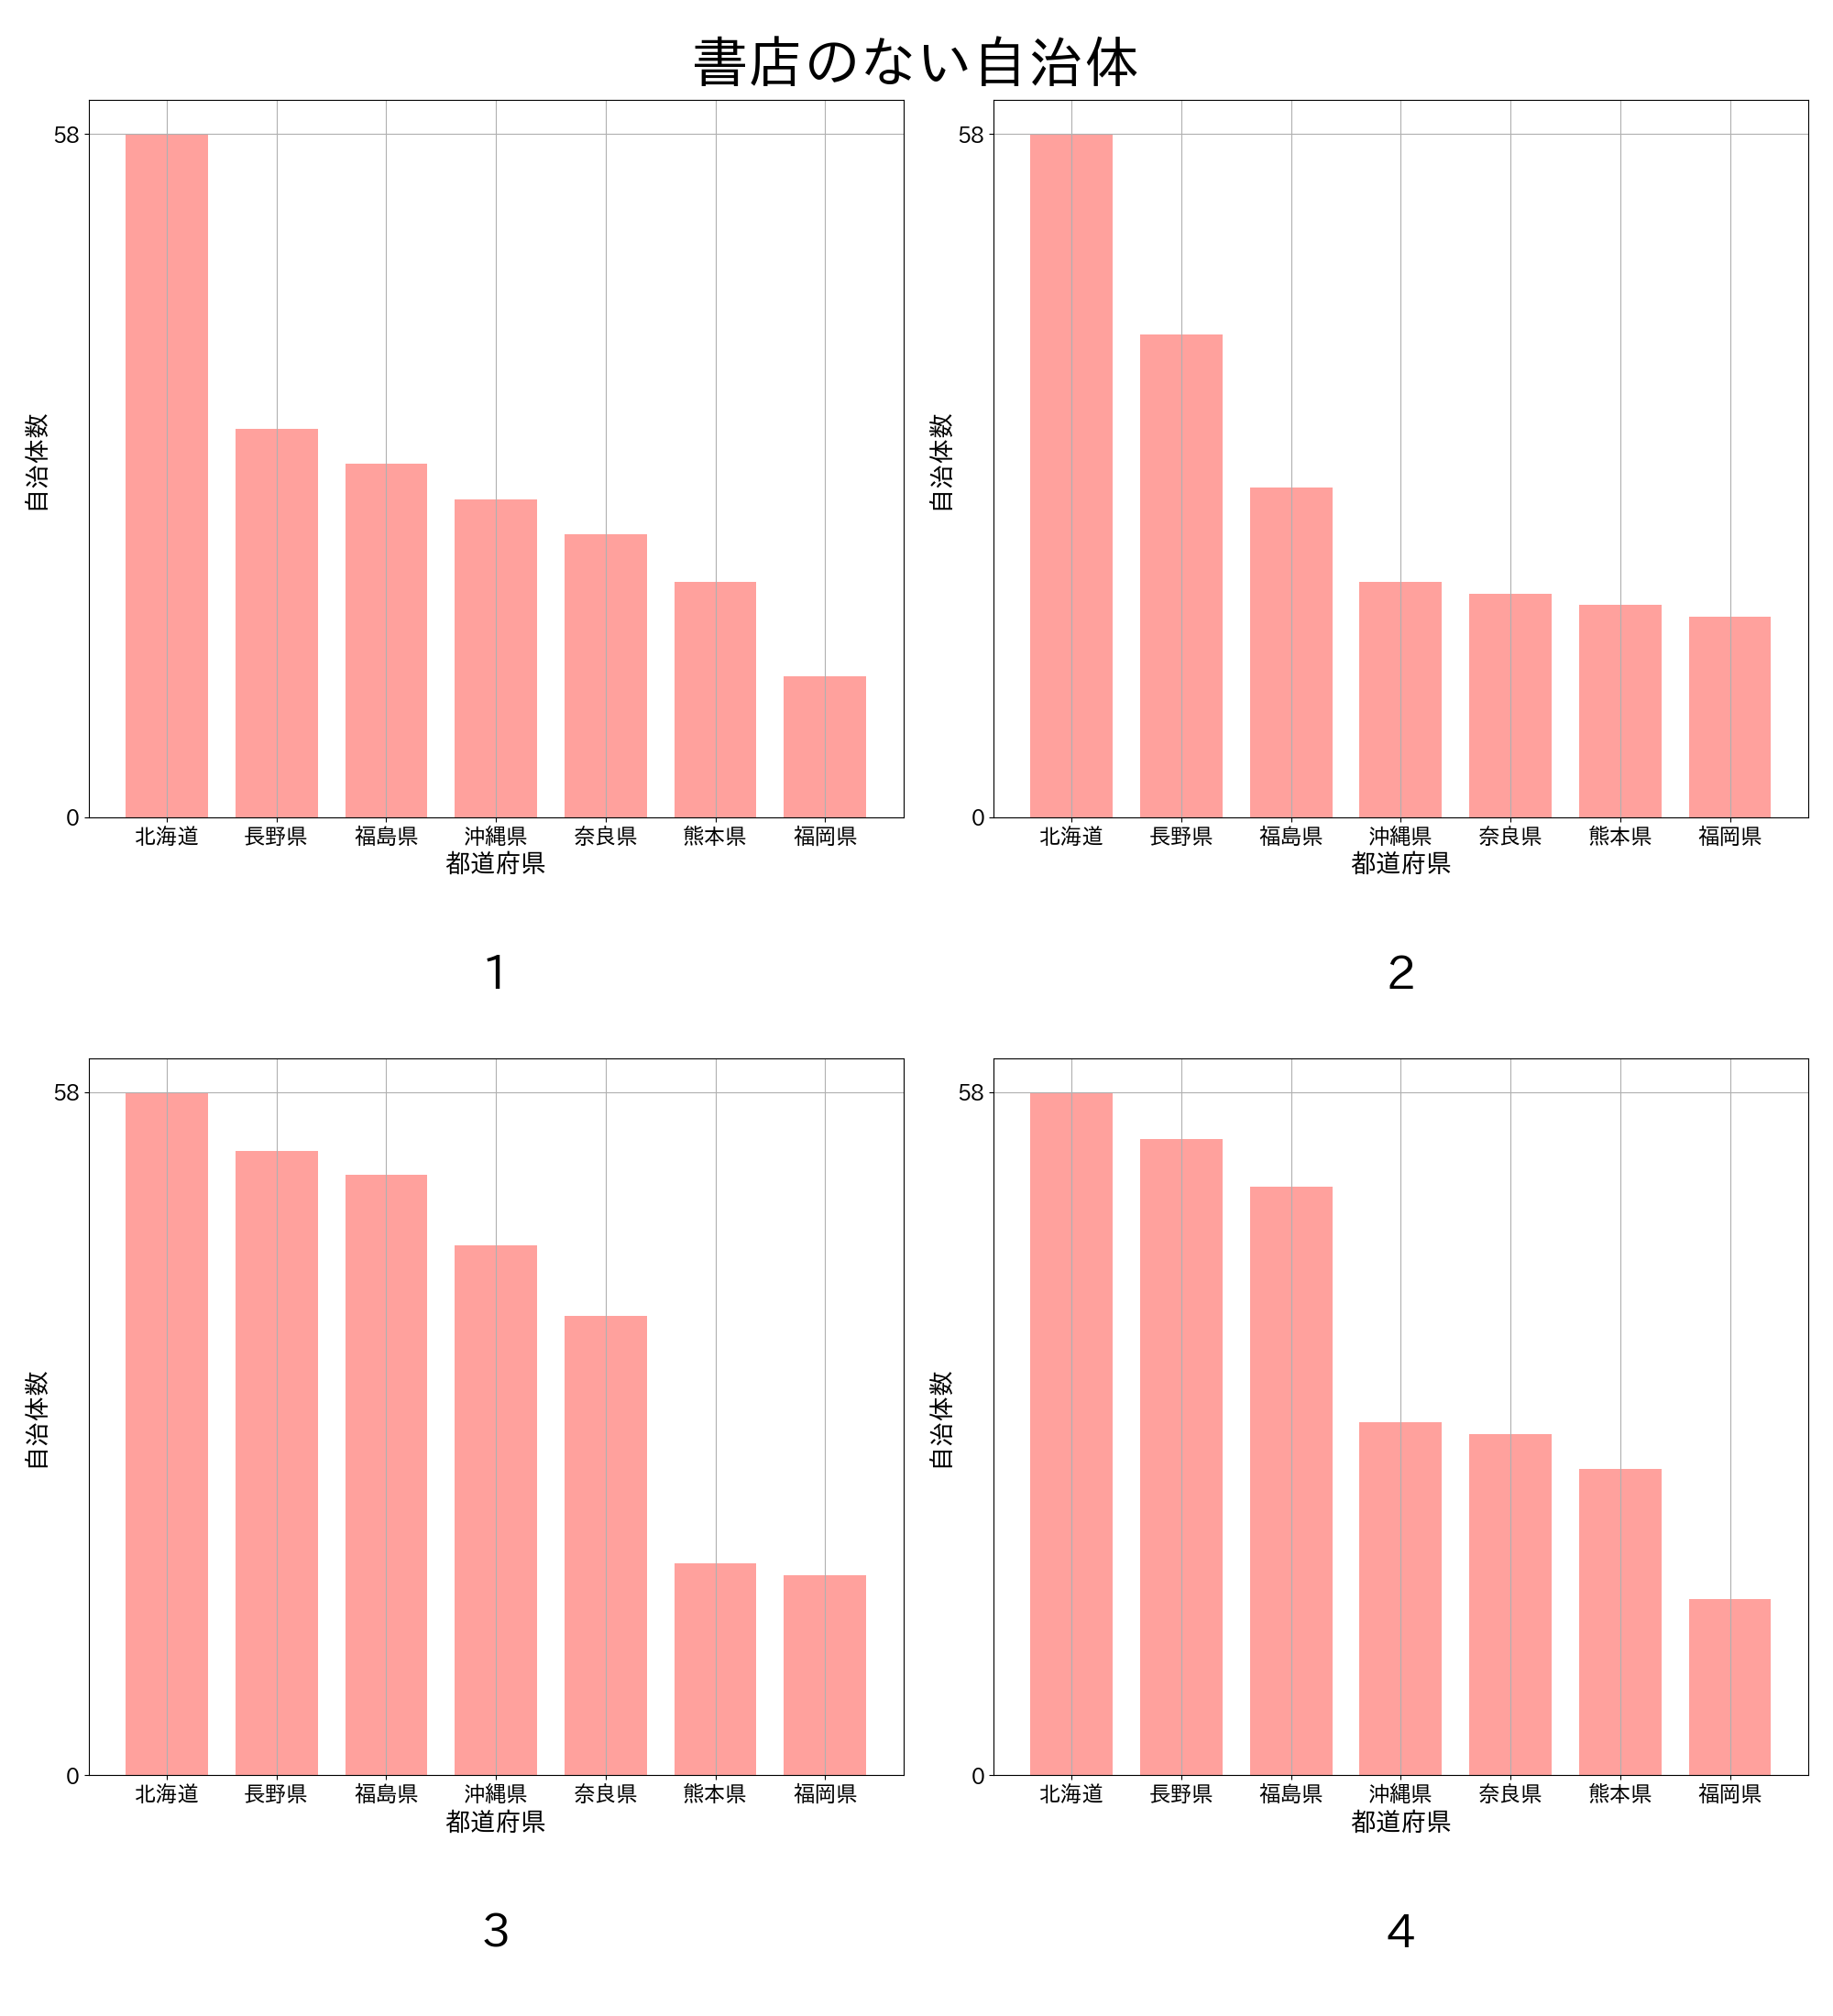 書店のない自治体
58
0
自治体数
北海道 長野県 福島県 沖縄県 奈良県 熊本県 福岡県
都道府県
1
58
0
自治体数
北海道 長野県 福島県 沖縄県 奈良県 熊本県 福岡県
都道府県
2
58
0
自治体数
北海道 長野県 福島県 沖縄県 奈良県 熊本県 福岡県
都道府県
3
58
0
自治体数
北海道 長野県 福島県 沖縄県 奈良県 熊本県 福岡県
都道府県
4